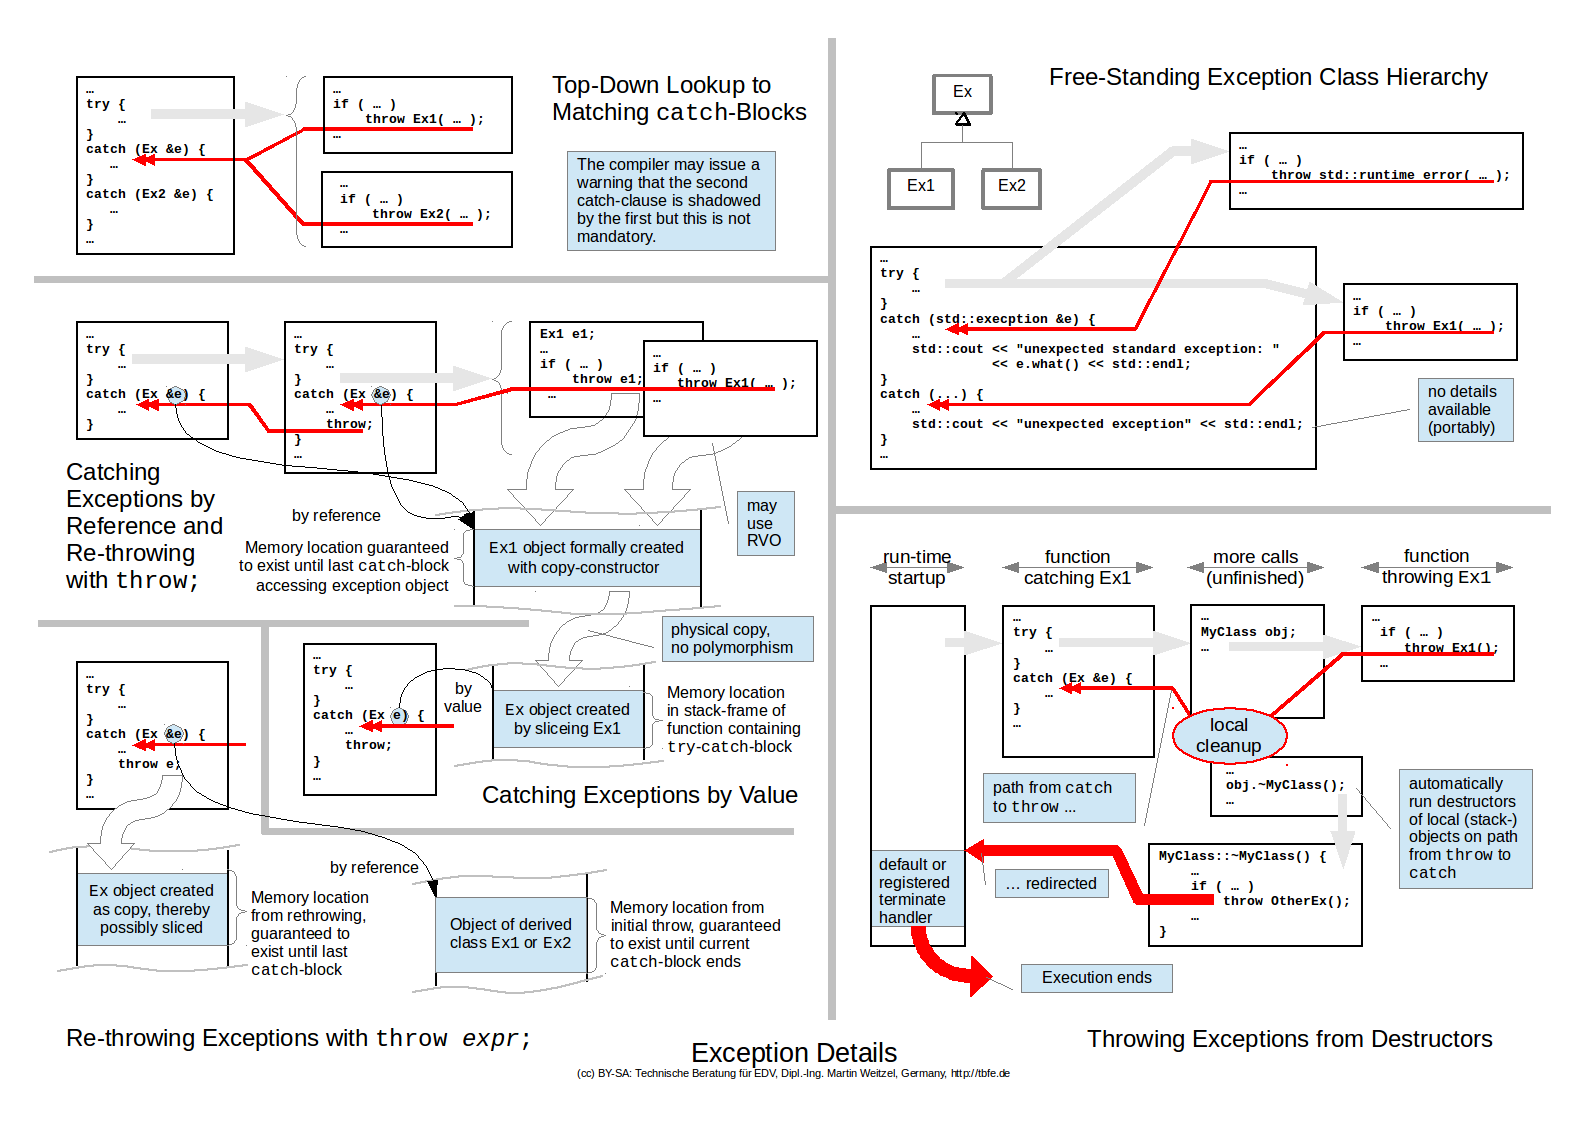 …
try {
…
}
catch (Ex &e) {
…
}
catch (Ex2 &e) {
…
}
…
…
if ( … )
throw Ex1( … );
…
…
if ( … )
throw Ex2( … );
…
Top-Down Lookup to
Matching catch-Blocks
The compiler may issue a
warning that the second
catch-clause is shadowed
by the first but this is not
mandatory.
…
try {
…
}
catch (Ex &e) {
…
}
…
try {
…
}
catch (Ex &e) {
…
throw;
}
…
Ex1 e1;
…
if ( … )
throw e1;
…
…
if ( … )
throw Ex1( … );
…
Catching
Exceptions by
Reference and
Re-throwing
with throw;
by reference
Memory location guaranteed
to exist until last catch-block
accessing exception object
Ex1 object formally created
with copy-constructor
may
use
RVO
physical copy,
no polymorphism
…
try {
…
}
catch (Ex e) {
…
throw;
}
…
by
value
Ex object created
by sliceing Ex1
Memory location
in stack-frame of
function containing
try-catch-block
Catching Exceptions by Value
…
try {
…
}
catch (Ex &e) {
…
throw e;
}
…
Ex object created
as copy, thereby
possibly sliced
Memory location
from rethrowing,
guaranteed to
exist until last
catch-block
by reference
Object of derived
class Ex1 or Ex2
Memory location from
initial throw, guaranteed
to exist until current
catch-block ends
Re-throwing Exceptions with throw expr;
Free-Standing Exception Class Hierarchy
Ex
Ex1
Ex2
…
if ( … )
throw std::runtime_error( … );
…
…
try {
…
}
catch (std::execption &e) {
…
std::cout << "unexpected standard exception: "
<< e.what() << std::endl;
}
catch (...) {
…
std::cout << "unexpected exception" << std::endl;
}
…
…
if ( … )
throw Ex1( … );
…
no details
available
(portably)
run-time
startup
function
catching Ex1
more calls
(unfinished)
function
throwing Ex1
…
try {
…
}
catch (Ex &e) {
…
}
…
…
MyClass obj;
…
…
if ( … )
throw Ex1();
…
local
cleanup
…
obj.~MyClass();
…
path from catch
to throw ...
automatically
run destructors
of local (stack-)
objects on path
from throw to
catch
default or
registered
terminate
handler
… redirected
MyClass::~MyClass() {
…
if ( … )
throw OtherEx();
…
}
Execution ends
Throwing Exceptions from Destructors
Exception Details
(cc) BY-SA: Technische Beratung für EDV, Dipl.-Ing. Martin Weitzel, Germany, http://tbfe.de